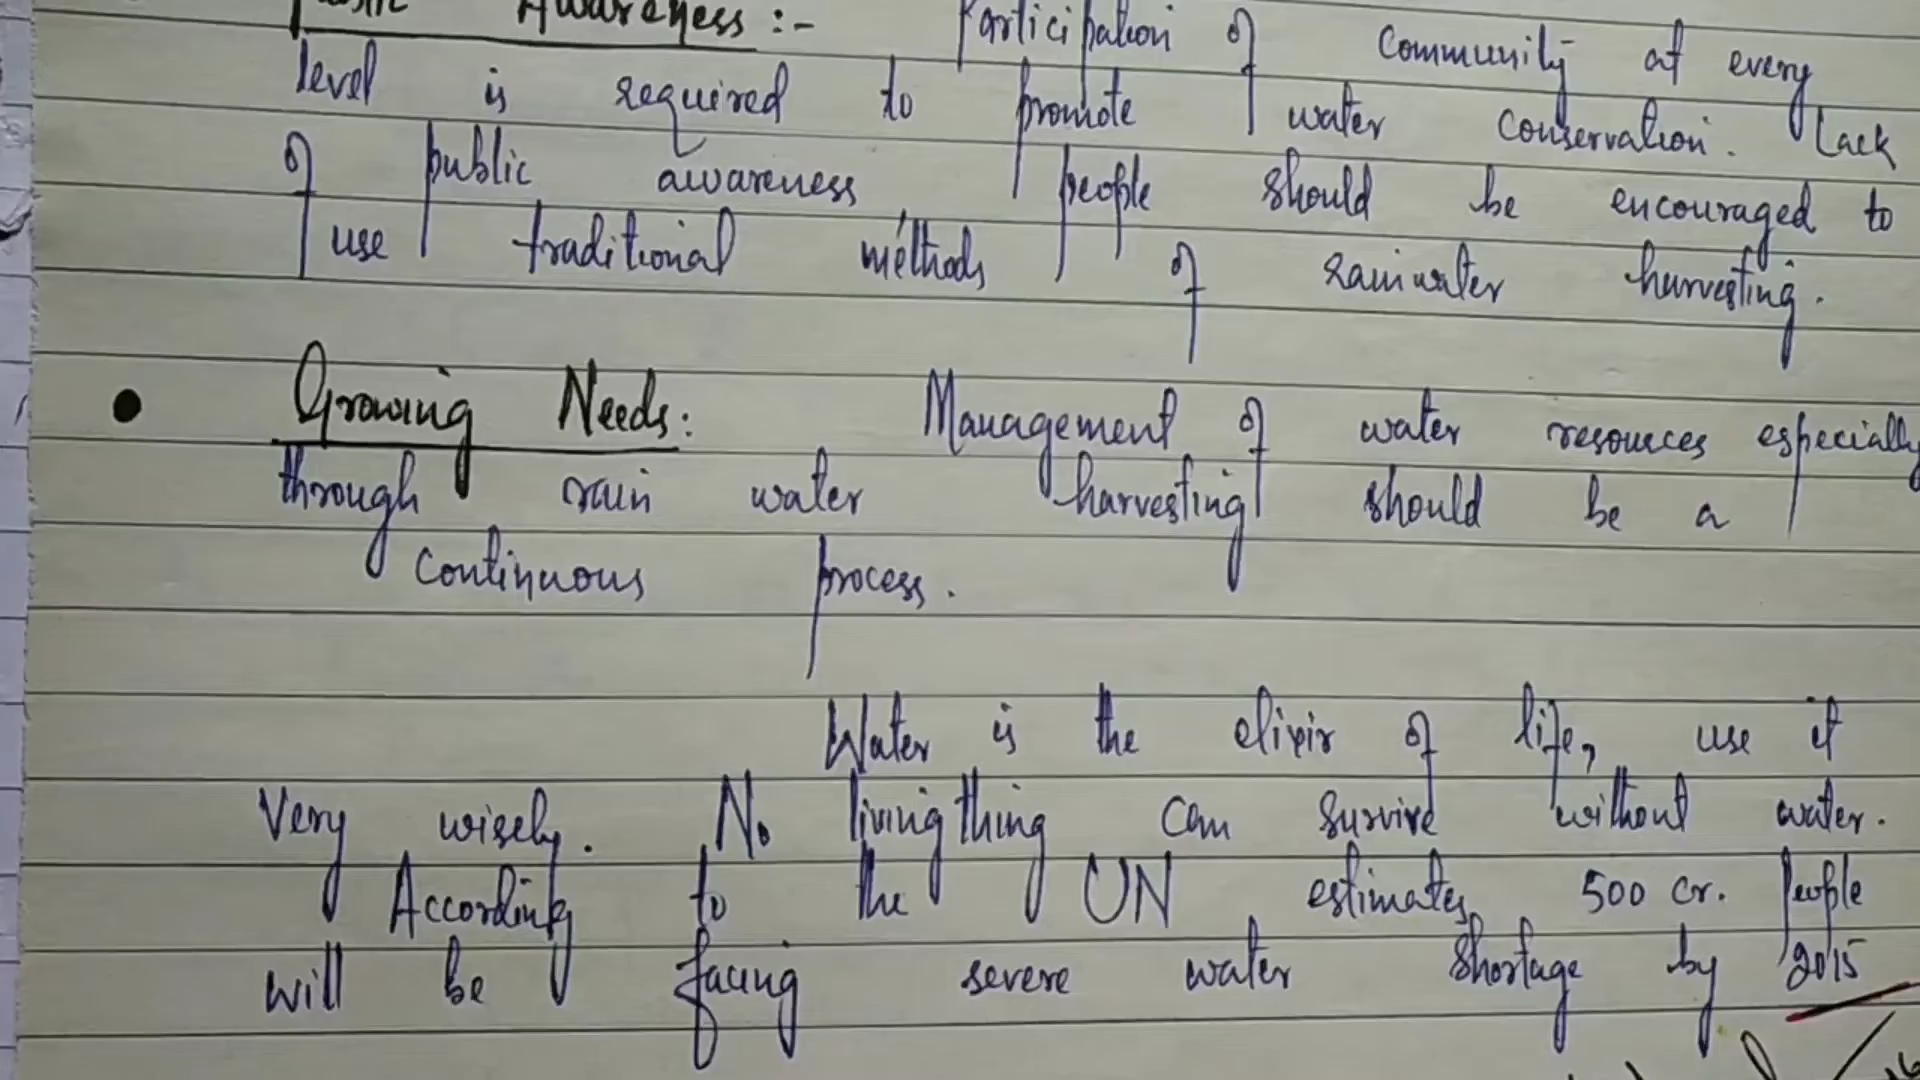 Awareness :- Participation of Community at every
level is required to promote water conservation. Lack
of public awareness people should be encouraged to
use traditional methods of rainwater harvesting.
• Growing Needs: Management of water resources especially
through rain water harvesting should be a
continuous process.
Water is the elixir of life, use it
Very wisely. No living thing can survive without water.
According to the UN estimates 500 cr. People
will be facing severe water shortage by 2015